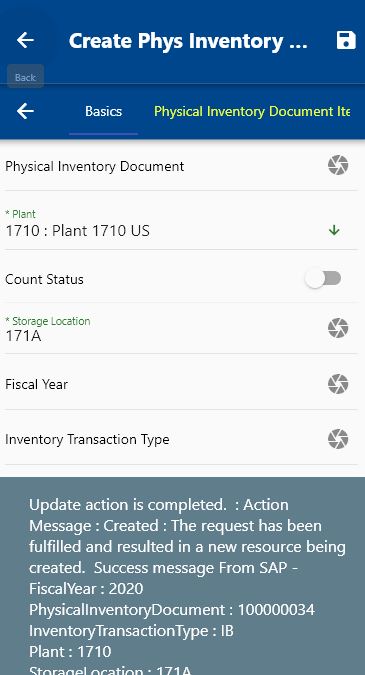 Create Phys Inventory ...
Back
Basics
Physical Inventory Document Ite
Physical Inventory Document
* Plant
1710 : Plant 1710 US
Count Status
* Storage Location
171A
Fiscal Year
Inventory Transaction Type
Update action is completed.  : Action
Message : Created : The request has been
fulfilled and resulted in a new resource being
created.  Success message From SAP -
FiscalYear : 2020
PhysicalInventoryDocument : 100000034
InventoryTransactionType : IB
Plant : 1710
StorageLocation : 171A